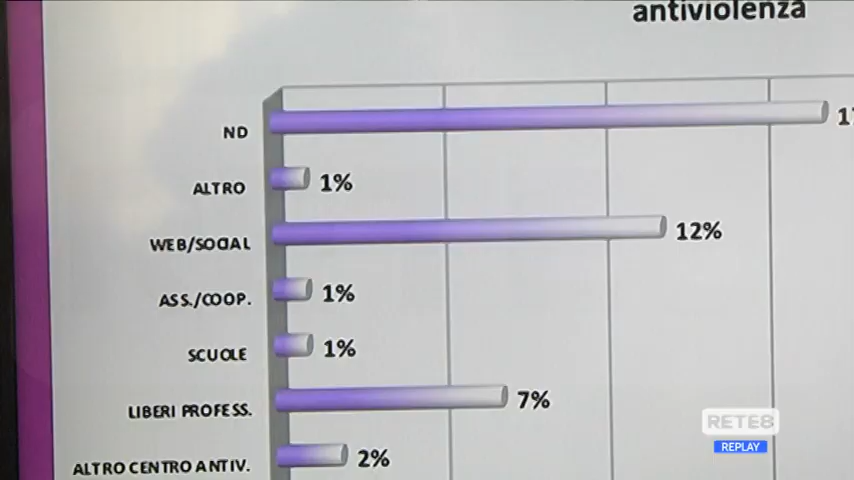 antiviolenza
ND
ALTRO 1%
WEB/SOCIAL 12%
ASS./COOP. 1%
SCUOLE 1%
LIBERI PROFESS. 7%
ALTRO CENTRO ANTIV. 2%
RETE8
REPLAY